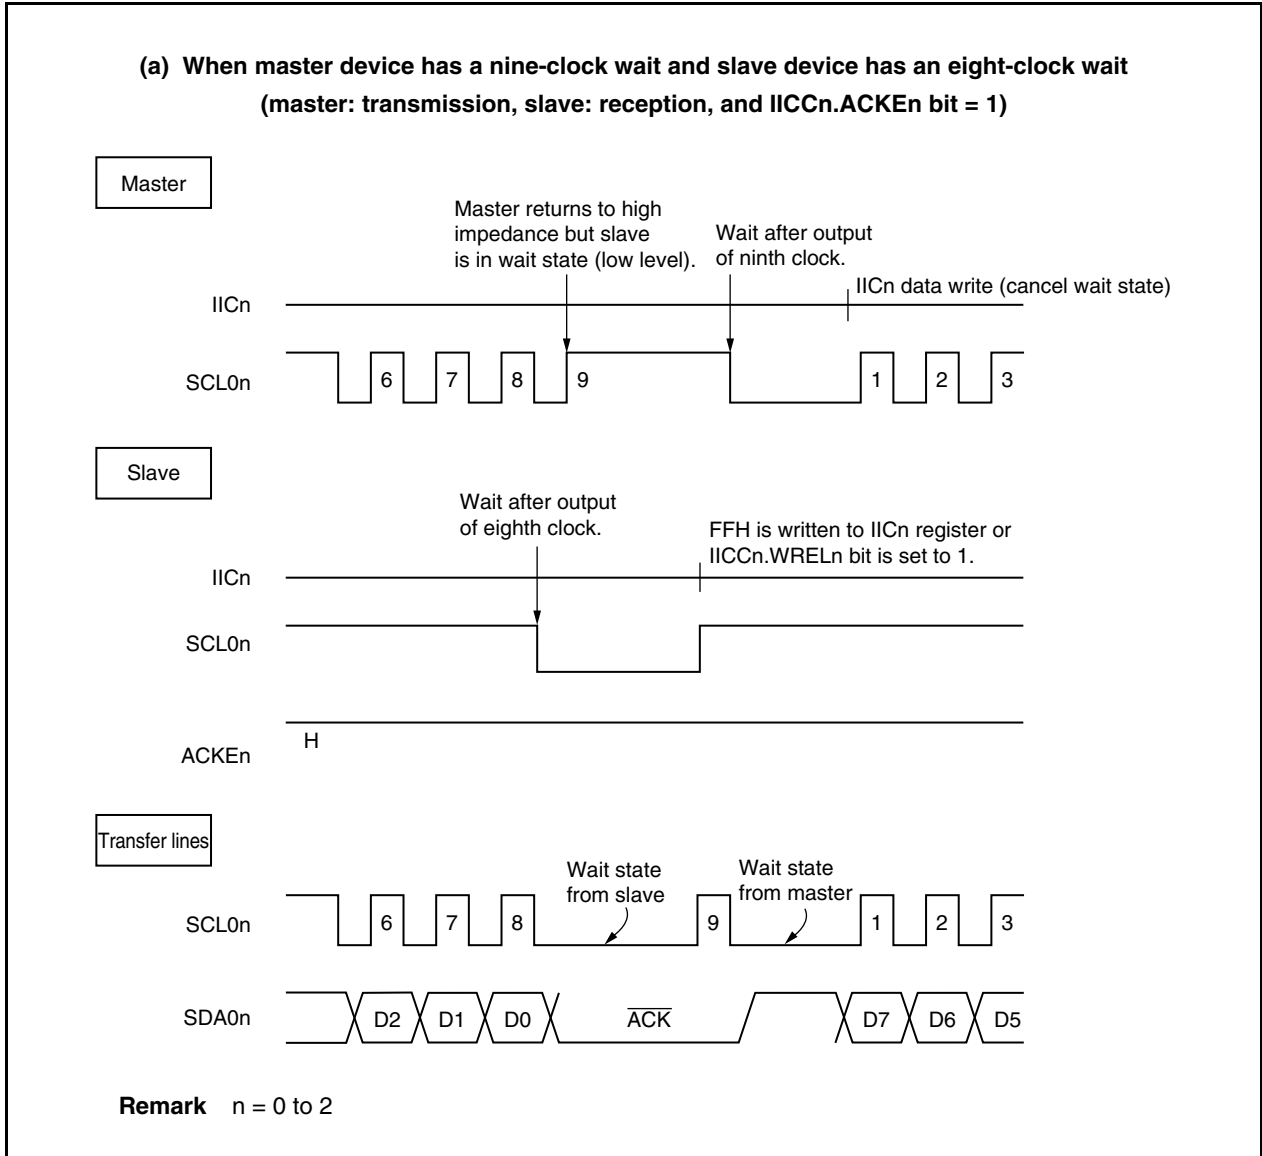 (a) When master device has a nine-clock wait and slave device has an eight-clock wait
(master: transmission, slave: reception, and IICCn.ACKEn bit = 1)
Master
Master returns to high
impedance but slave
is in wait state (low level).
Wait after output
of ninth clock.
IICn data write (cancel wait state)
IICn
SCL0n
6 7 8 9 1 2 3
Slave
Wait after output
of eighth clock.
FFH is written to IICn register or
IICCn.WRELn bit is set to 1.
IICn
SCL0n
H
ACKEn
Transfer lines
Wait state
from slave
Wait state
from master
SCL0n
6 7 8 9 1 2 3
SDA0n
D2 D1 D0 ACK D7 D6 D5
Remark n = 0 to 2